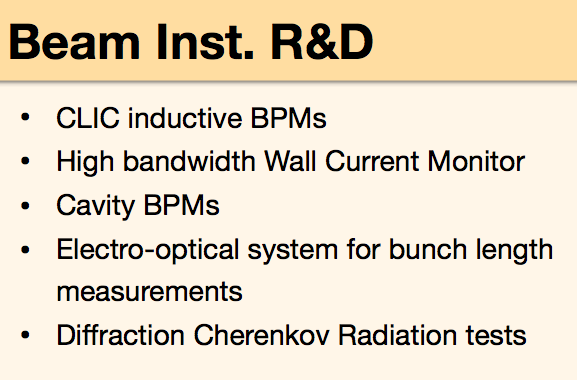 Beam Inst. R&D
• CLIC inductive BPMs
• High bandwidth Wall Current Monitor
• Cavity BPMs
• Electro-optical system for bunch length
measurements
• Diffraction Cherenkov Radiation tests